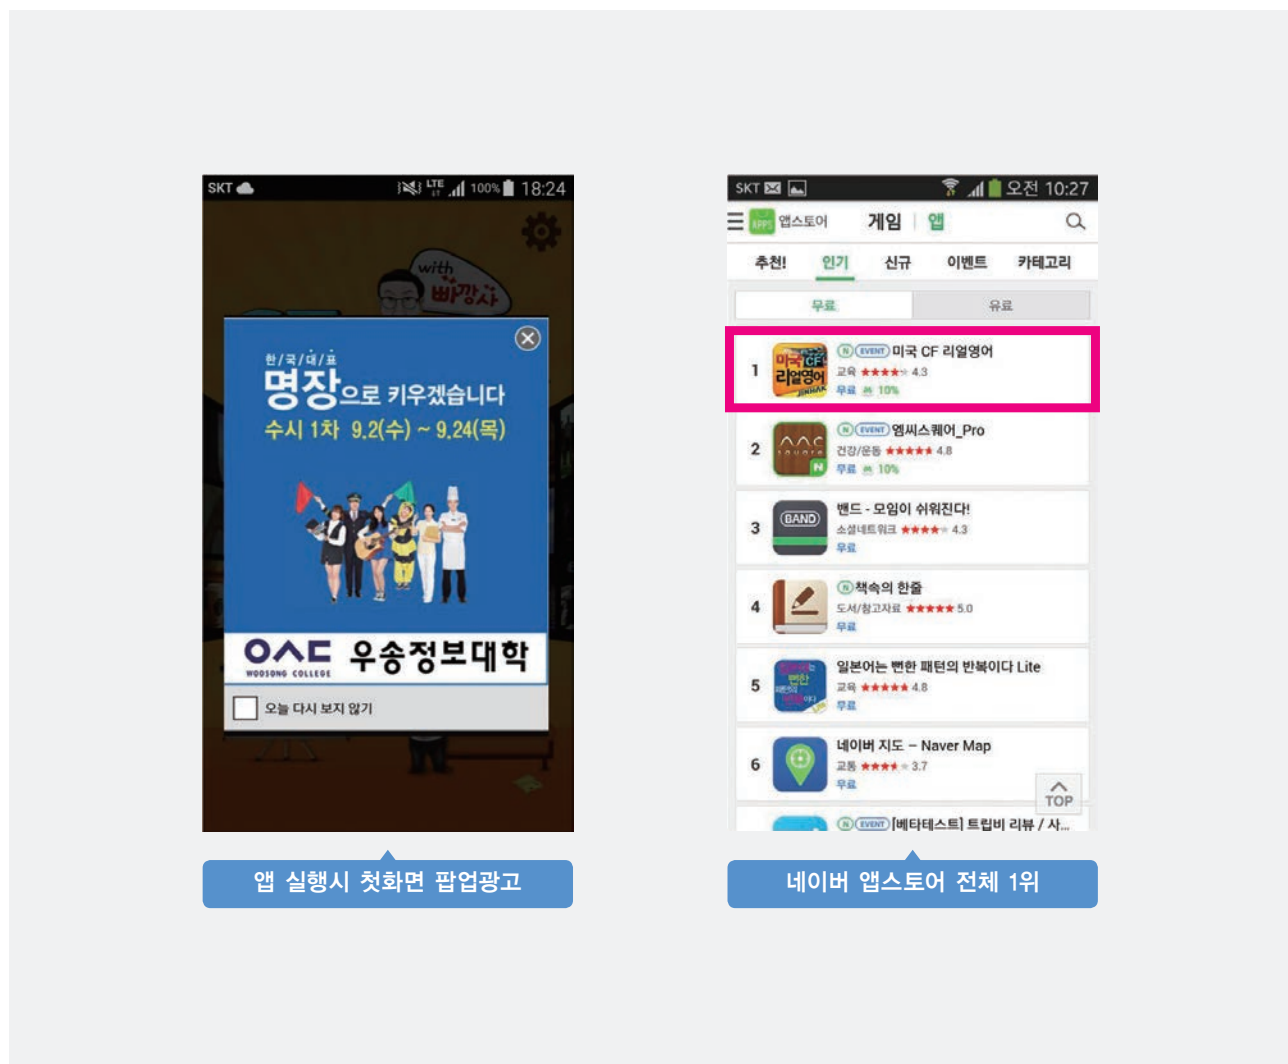 SKT LTE 100% 18:24
with
빠깡사
한/국/대/표
명장으로 키우겠습니다
수시 1차 9.2(수) ~ 9.24(목)
우송정보대학
WOOSONG COLLEGE
오늘 다시 보지 않기
앱 실행시 첫화면 팝업광고
SKT 오전 10:27
APPS 앱스토어 게임 앱
추천! 인기 신규 이벤트 카테고리
무료 유료
1
미국 CF
리얼영어
JINHAK
N EVENT 미국 CF 리얼영어
교육 4.3
무료 10%
2
square
N
N EVENT 엠씨스퀘어_Pro
건강/운동 4.8
무료 10%
3
BAND
밴드 - 모임이 쉬워진다!
소셜네트워크 4.3
무료
4
N 책속의 한줄
도서/참고자료 5.0
무료
5
일본어는 뻔한 패턴의 반복이다 Lite
교육 4.8
무료
6
네이버 지도 – Naver Map
교통 3.7
무료
TOP
N EVENT [베타테스트] 트립비 리뷰 / 사...
네이버 앱스토어 전체 1위